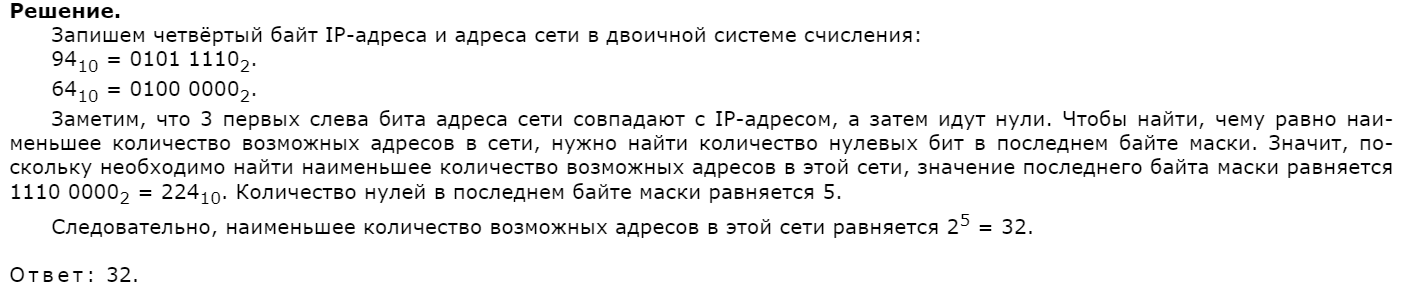 Решение.
Запишем четвёртый байт IP-адреса и адреса сети в двоичной системе счисления:
94₁₀ = 0101 1110₂.
64₁₀ = 0100 0000₂.
Заметим, что 3 первых слева бита адреса сети совпадают с IP-адресом, а затем идут нули. Чтобы найти, чему равно наи-
меньшее количество возможных адресов в сети, нужно найти количество нулевых бит в последнем байте маски. Значит, по-
скольку необходимо найти наименьшее количество возможных адресов в этой сети, значение последнего байта маски равняется
1110 0000₂ = 224₁₀. Количество нулей в последнем байте маски равняется 5.
Следовательно, наименьшее количество возможных адресов в этой сети равняется 2⁵ = 32.
Ответ: 32.